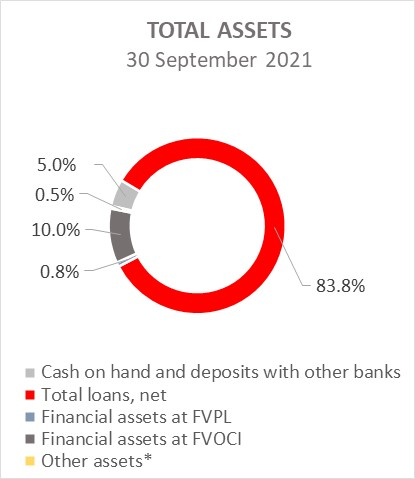 TOTAL ASSETS
30 September 2021
5.0%
0.5%
10.0%
0.8%
83.8%
Cash on hand and deposits with other banks
Total loans, net
Financial assets at FVPL
Financial assets at FVOCI
Other assets*